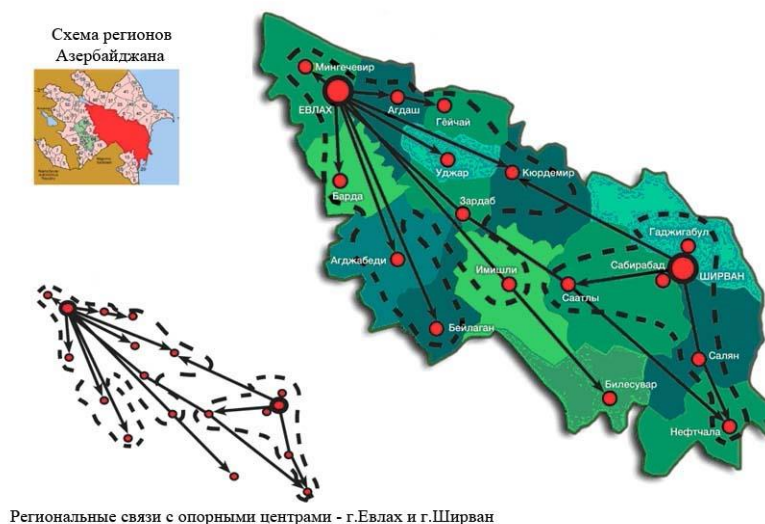 Схема регионов
Азербайджана
Мингечевир
ЕВЛАХ
Агдаш
Гёйчай
Уджар
Кюрдемир
Барда
Зардаб
Гаджигабул
Агджабеди
Имишли
Сабирабад
ШИРВАН
Саатлы
Бейлаган
Салян
Билесувар
Нефтчала
Региональные связи с опорными центрами - г.Евлах и г.Ширван